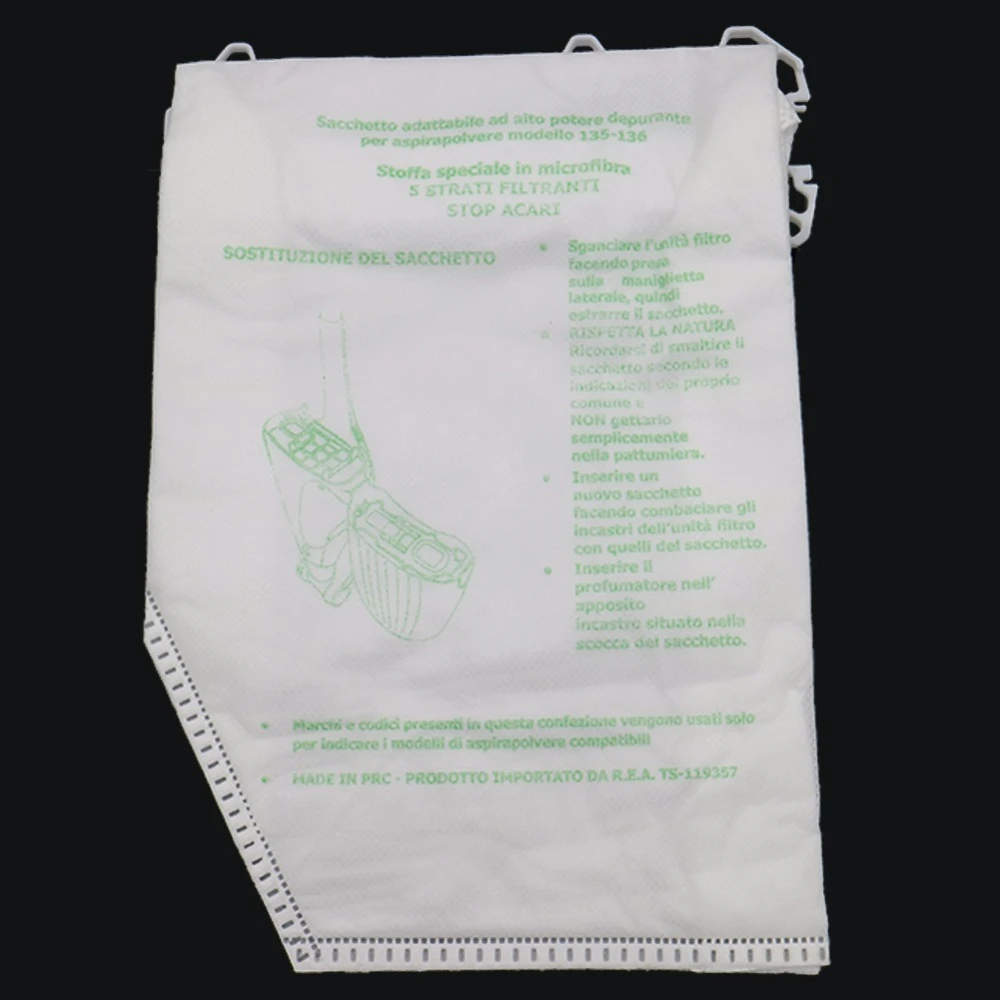 Sacchetto adattabile ad alto potere depurante
per aspirapolvere modello 135-136
Stoffa speciale in microfibra
5 STRATI FILTRANTI
STOP ACARI
SOSTITUZIONE DEL SACCHETTO
• Sganciare l'unità filtro
facendo presa
sulla maniglietta
laterale, quindi
estrarre il sacchetto.
• RISPETTA LA NATURA
Ricordarsi di smaltire il
sacchetto secondo le
indicazioni del proprio
comune e
NON gettarlo
semplicemente
nella pattumiera.
• Inserire un
nuovo sacchetto
facendo combaciare gli
incastri dell'unità filtro
con quelli del sacchetto.
• Inserire il
profumatore nell'
apposito
incastro situato nella
scocca del sacchetto.
• Marchi e codici presenti in questa confezione vengono usati solo
per indicare i modelli di aspirapolvere compatibili
• MADE IN PRC - PRODOTTO IMPORTATO DA R.E.A. TS-119357